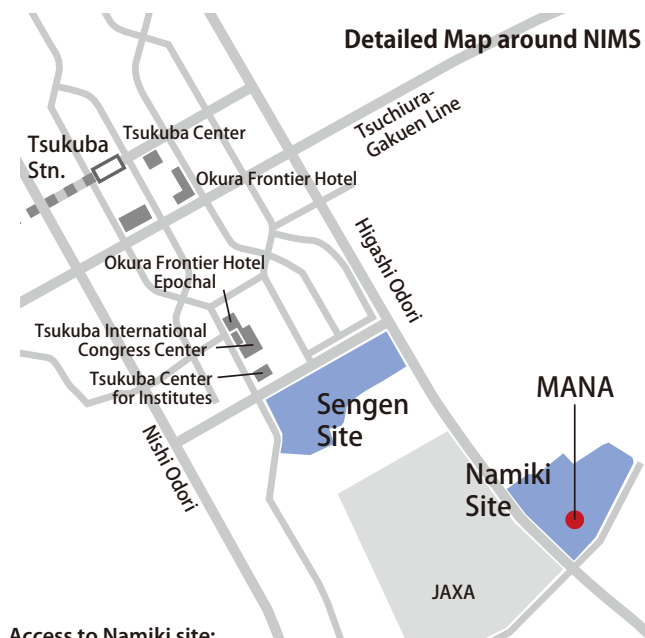 Detailed Map around NIMS
Tsuchiura-
Gakuen Line
Tsukuba
Stn.
Tsukuba Center
Okura Frontier Hotel
Higashi Odori
Okura Frontier Hotel
Epochal
Tsukuba International
Congress Center
Tsukuba Center
for Institutes
Nishi Odori
Sengen
Site
MANA
Namiki
Site
JAXA
Access to Namiki site: